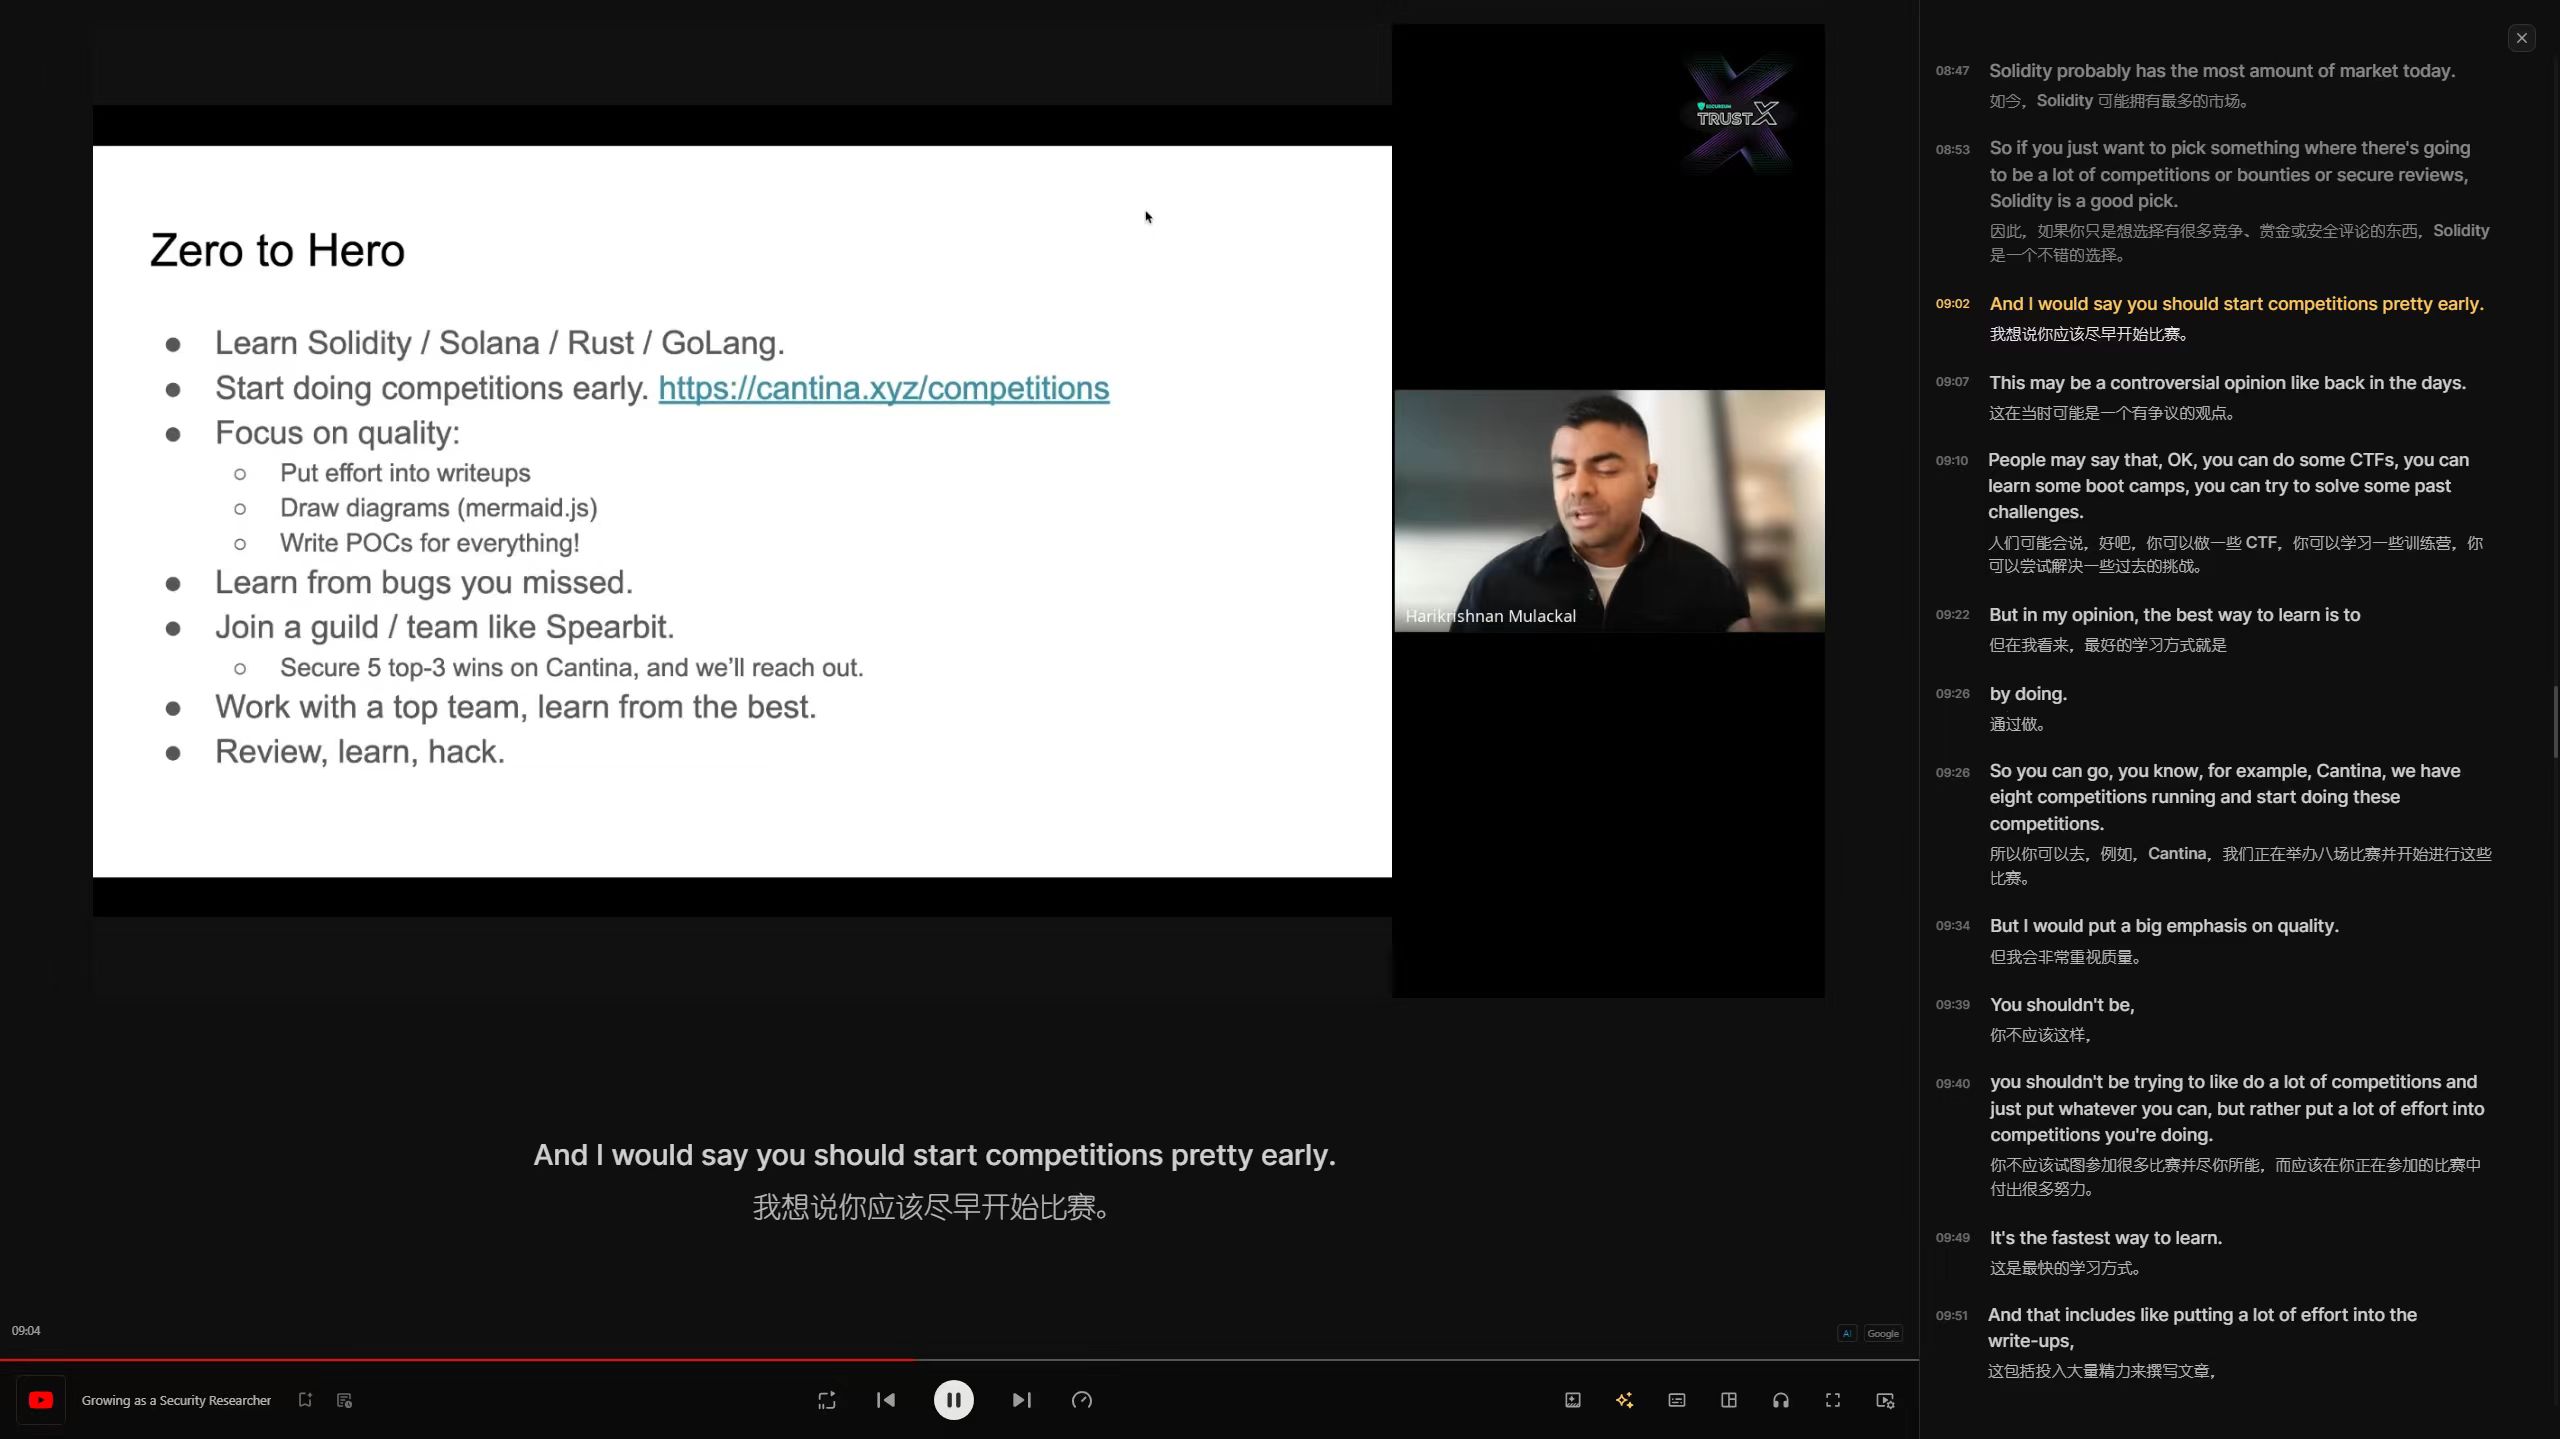 SECUREUM
TRUSTX
Zero to Hero
● Learn Solidity / Solana / Rust / GoLang.
● Start doing competitions early. https://cantina.xyz/competitions
● Focus on quality:
○ Put effort into writeups
○ Draw diagrams (mermaid.js)
○ Write POCs for everything!
● Learn from bugs you missed.
● Join a guild / team like Spearbit.
○ Secure 5 top-3 wins on Cantina, and we’ll reach out.
● Work with a top team, learn from the best.
● Review, learn, hack.
Harikrishnan Mulackal
And I would say you should start competitions pretty early.
我想说你应该尽早开始比赛。
09:04
AI Google
Growing as a Security Researcher
08:47 Solidity probably has the most amount of market today.
如今，Solidity 可能拥有最多的市场。
08:53 So if you just want to pick something where there's going
to be a lot of competitions or bounties or secure reviews,
Solidity is a good pick.
因此，如果你只是想选择有很多竞争、赏金或安全评论的东西，Solidity
是一个不错的选择。
09:02 And I would say you should start competitions pretty early.
我想说你应该尽早开始比赛。
09:07 This may be a controversial opinion like back in the days.
这在当时可能是一个有争议的观点。
09:10 People may say that, OK, you can do some CTFs, you can
learn some boot camps, you can try to solve some past
challenges.
人们可能会说，好吧，你可以做一些 CTF，你可以学习一些训练营，你
可以尝试解决一些过去的挑战。
09:22 But in my opinion, the best way to learn is to
但在我看来，最好的学习方式就是
09:26 by doing.
通过做。
09:26 So you can go, you know, for example, Cantina, we have
eight competitions running and start doing these
competitions.
所以你可以去，例如，Cantina，我们正在举办八场比赛并开始进行这些
比赛。
09:34 But I would put a big emphasis on quality.
但我会非常重视质量。
09:39 You shouldn't be,
你不应该这样，
09:40 you shouldn't be trying to like do a lot of competitions and
just put whatever you can, but rather put a lot of effort into
competitions you're doing.
你不应该试图参加很多比赛并尽你所能，而应该在你正在参加的比赛中
付出很多努力。
09:49 It's the fastest way to learn.
这是最快的学习方式。
09:51 And that includes like putting a lot of effort into the
write-ups,
这包括投入大量精力来撰写文章，